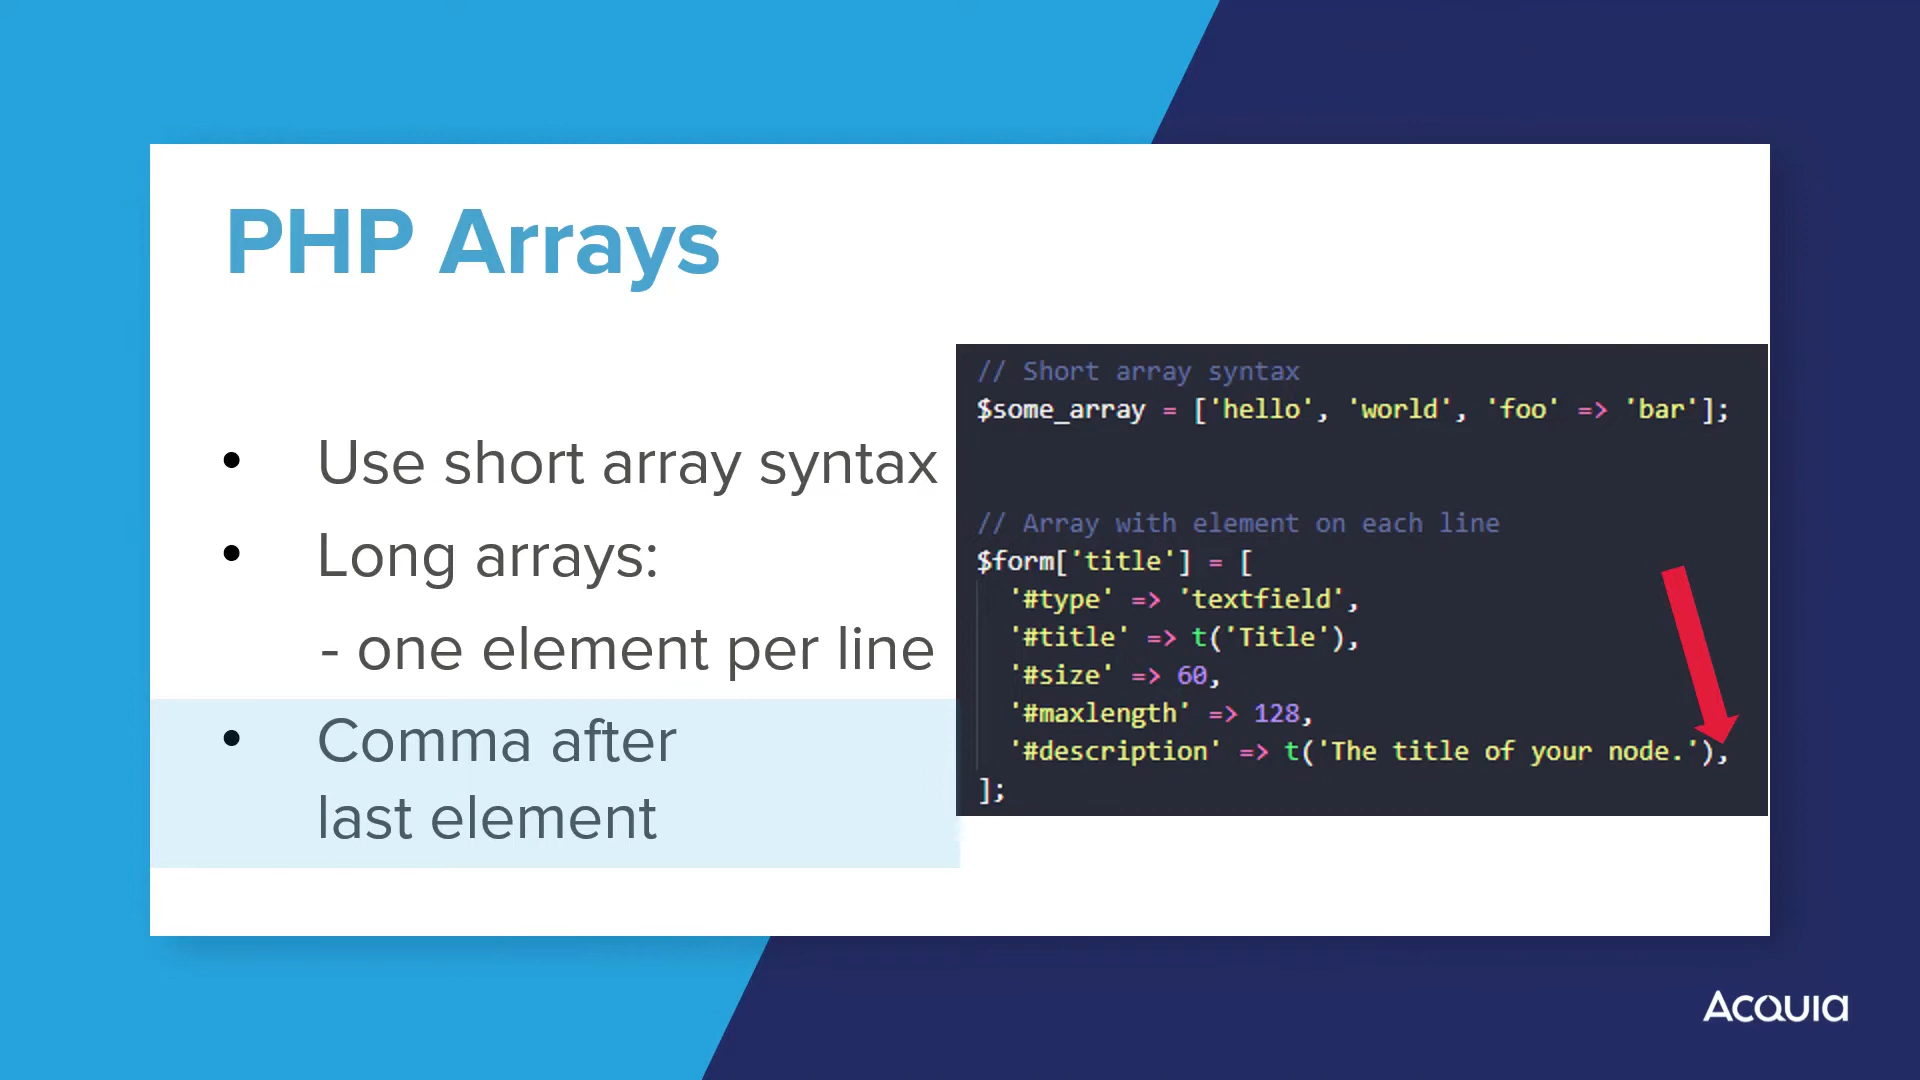 PHP Arrays
• Use short array syntax
• Long arrays:
- one element per line
• Comma after
last element
// Short array syntax
$some_array = ['hello', 'world', 'foo' => 'bar'];
// Array with element on each line
$form['title'] = [
'#type' => 'textfield',
'#title' => t('Title'),
'#size' => 60,
'#maxlength' => 128,
'#description' => t('The title of your node.'),
];
ACQUIA